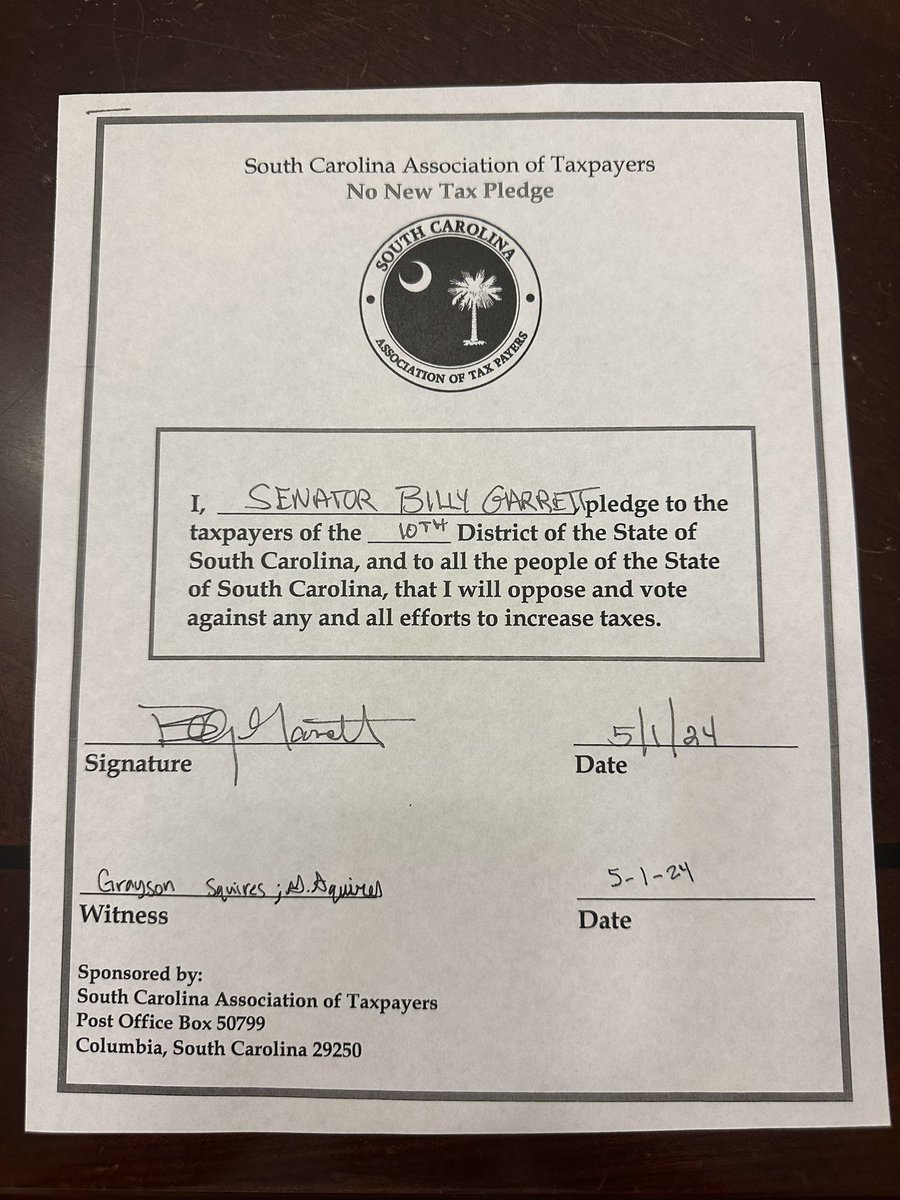 South Carolina Association of Taxpayers
No New Tax Pledge
SOUTH CAROLINA
ASSOCIATION OF TAX PAYERS
I, SENATOR BILLY GARRETT pledge to the
taxpayers of the 10TH District of the State of
South Carolina, and to all the people of the State
of South Carolina, that I will oppose and vote
against any and all efforts to increase taxes.
Billy Garrett 5/1/24
Signature Date
Grayson Squires; G. Squires 5-1-24
Witness Date
Sponsored by:
South Carolina Association of Taxpayers
Post Office Box 50799
Columbia, South Carolina 29250